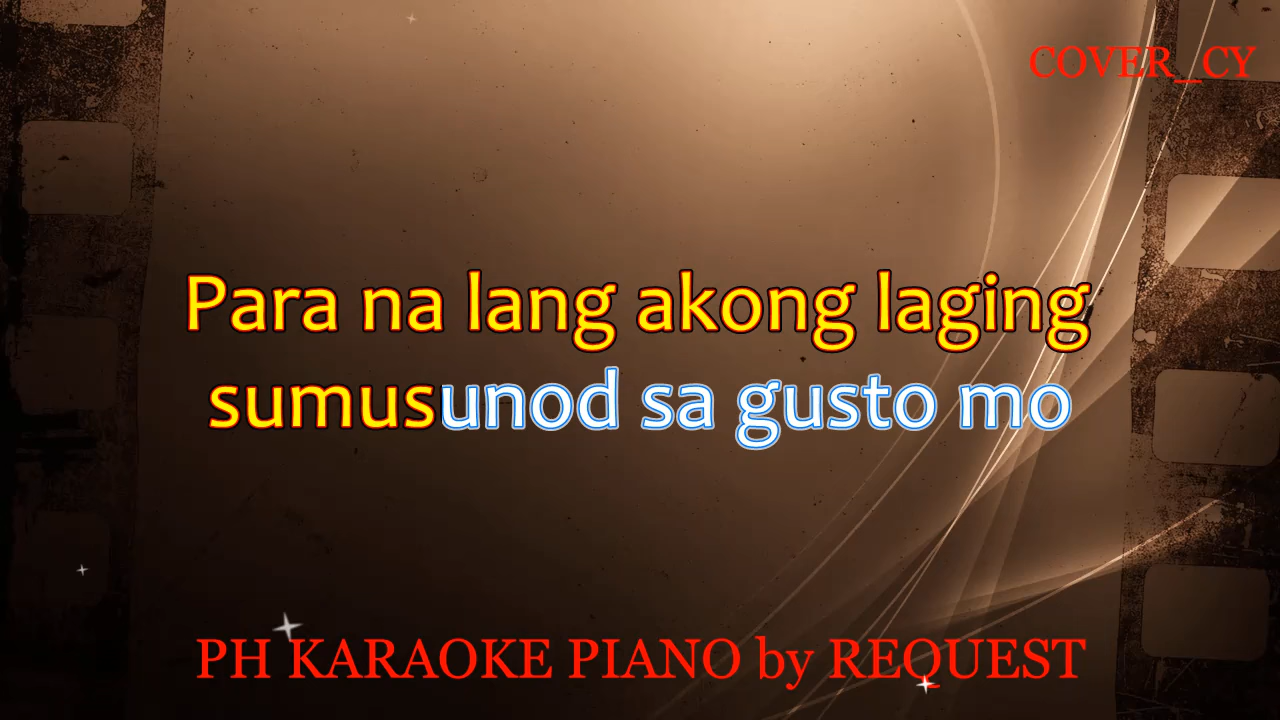 COVER_CY
Para na lang akong laging
sumusunod sa gusto mo
PH KARAOKE PIANO by REQUEST